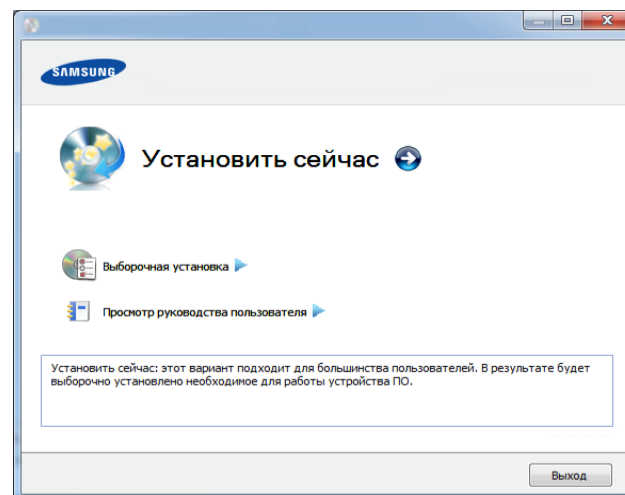 SAMSUNG
Установить сейчас
Выборочная установка
Просмотр руководства пользователя
Установить сейчас: этот вариант подходит для большинства пользователей. В результате будет
выборочно установлено необходимое для работы устройства ПО.
Выход